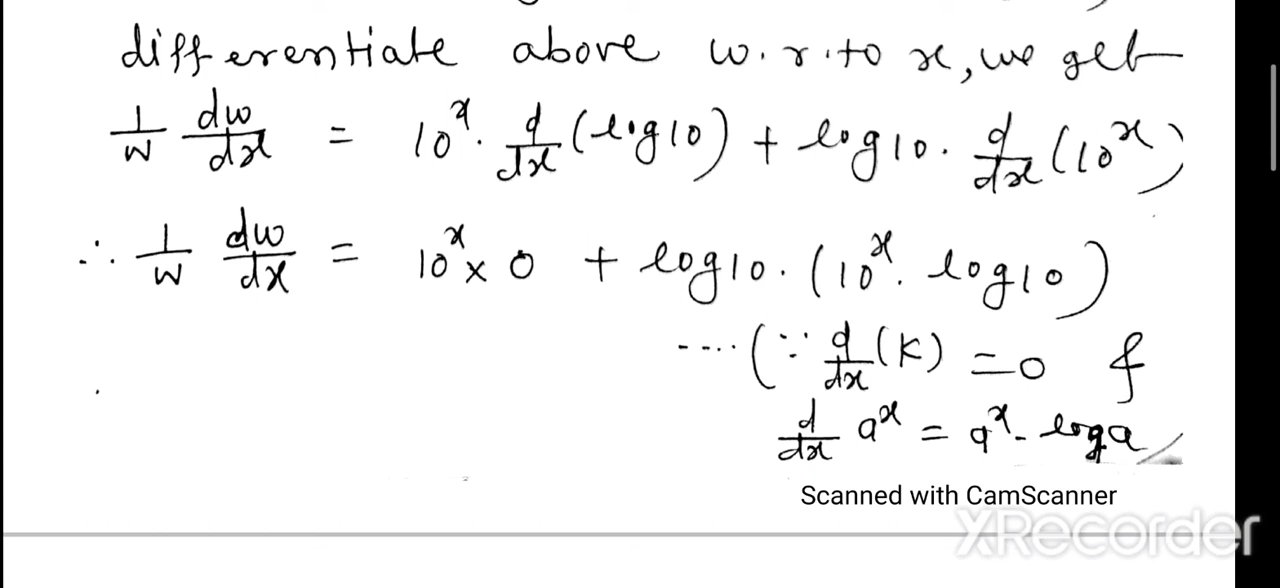 differentiate above w.r.to x, we get
1/w dw/dx = 10^x. d/dx (log10) + log10. d/dx (10^x)
∴ 1/w dw/dx = 10^x × 0 + log10. (10^x. log10)
....(∵ d/dx (K) = 0 &
d/dx a^x = a^x. loga
Scanned with CamScanner
XRecorder